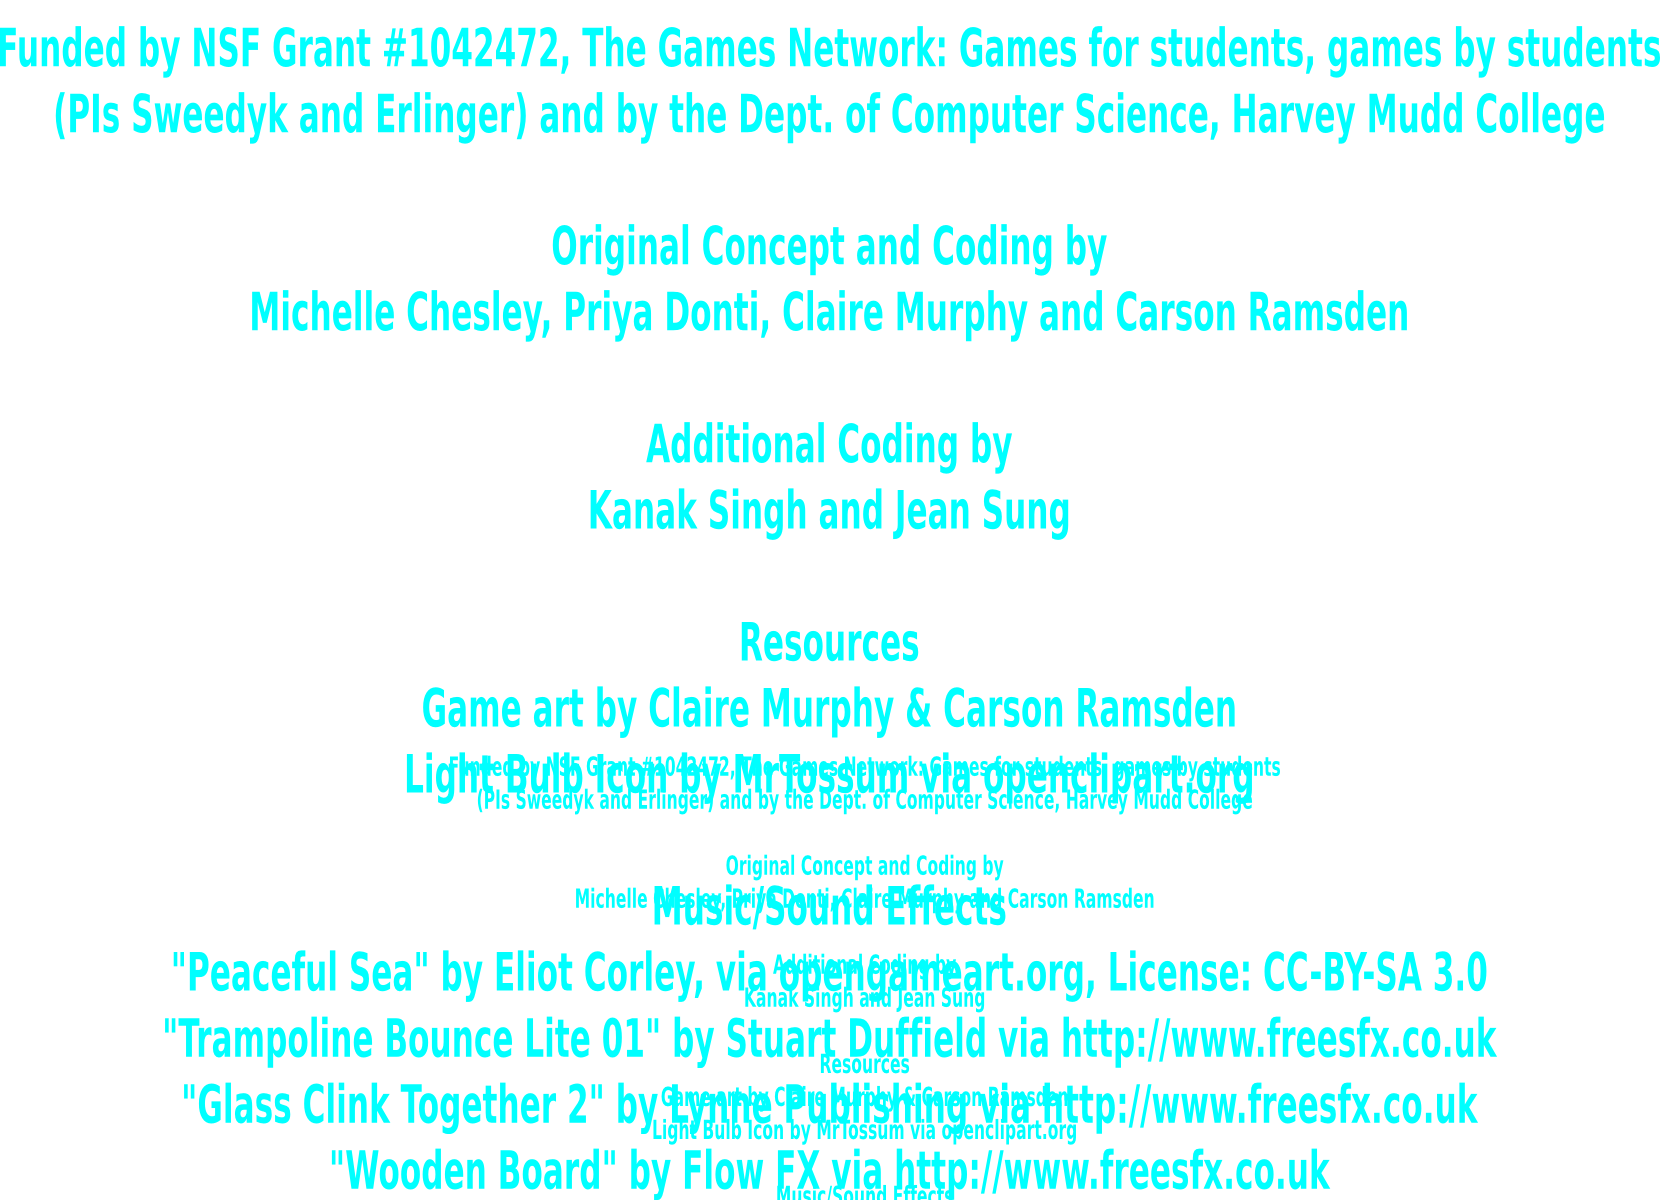 Funded by NSF Grant #1042472, The Games Network: Games for students, games by students
(PIs Sweedyk and Erlinger) and by the Dept. of Computer Science, Harvey Mudd College
Original Concept and Coding by
Michelle Chesley, Priya Donti, Claire Murphy and Carson Ramsden
Additional Coding by
Kanak Singh and Jean Sung
Resources
Game art by Claire Murphy & Carson Ramsden
Light Bulb Icon by MrTossum via openclipart.org
Funded by NSF Grant #1042472, The Games Network: Games for students, games by students
(PIs Sweedyk and Erlinger) and by the Dept. of Computer Science, Harvey Mudd College
Original Concept and Coding by
Michelle Chesley, Priya Donti, Claire Murphy and Carson Ramsden
Music/Sound Effects
Additional Coding by
"Peaceful Sea" by Eliot Corley, via opengameart.org, License: CC-BY-SA 3.0
Kanak Singh and Jean Sung
"Trampoline Bounce Lite 01" by Stuart Duffield via http://www.freesfx.co.uk
Resources
Game art by Claire Murphy & Carson Ramsden
"Glass Clink Together 2" by Lynne Publishing via http://www.freesfx.co.uk
Light Bulb Icon by MrTossum via openclipart.org
"Wooden Board" by Flow FX via http://www.freesfx.co.uk
Music/Sound Effects